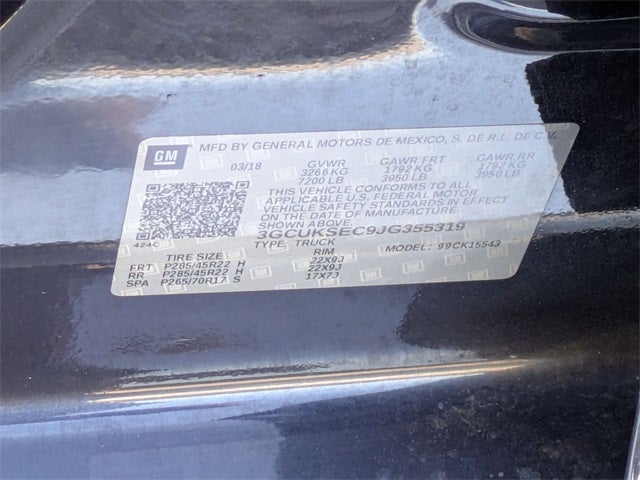 MFD BY GENERAL MOTORS DE MEXICO, S. DE R.L. DE C.V.
GM 03/18 GVWR GAWR FRT GAWR RR
3266 KG 1792 KG 1792 KG
7200 LB 3950 LB 3950 LB
THIS VEHICLE CONFORMS TO ALL
APPLICABLE U.S. FEDERAL MOTOR
VEHICLE SAFETY STANDARDS IN EFFECT
ON THE DATE OF MANUFACTURE
SHOWN ABOVE.
424C 3GCUKSEC9JG355319
TYPE: TRUCK MODEL: 99CK15543
TIRE SIZE RIM
FRT P285/45R22 H 22X9J
RR P285/45R22 H 22X9J
SPA P265/70R17 S 17X7J